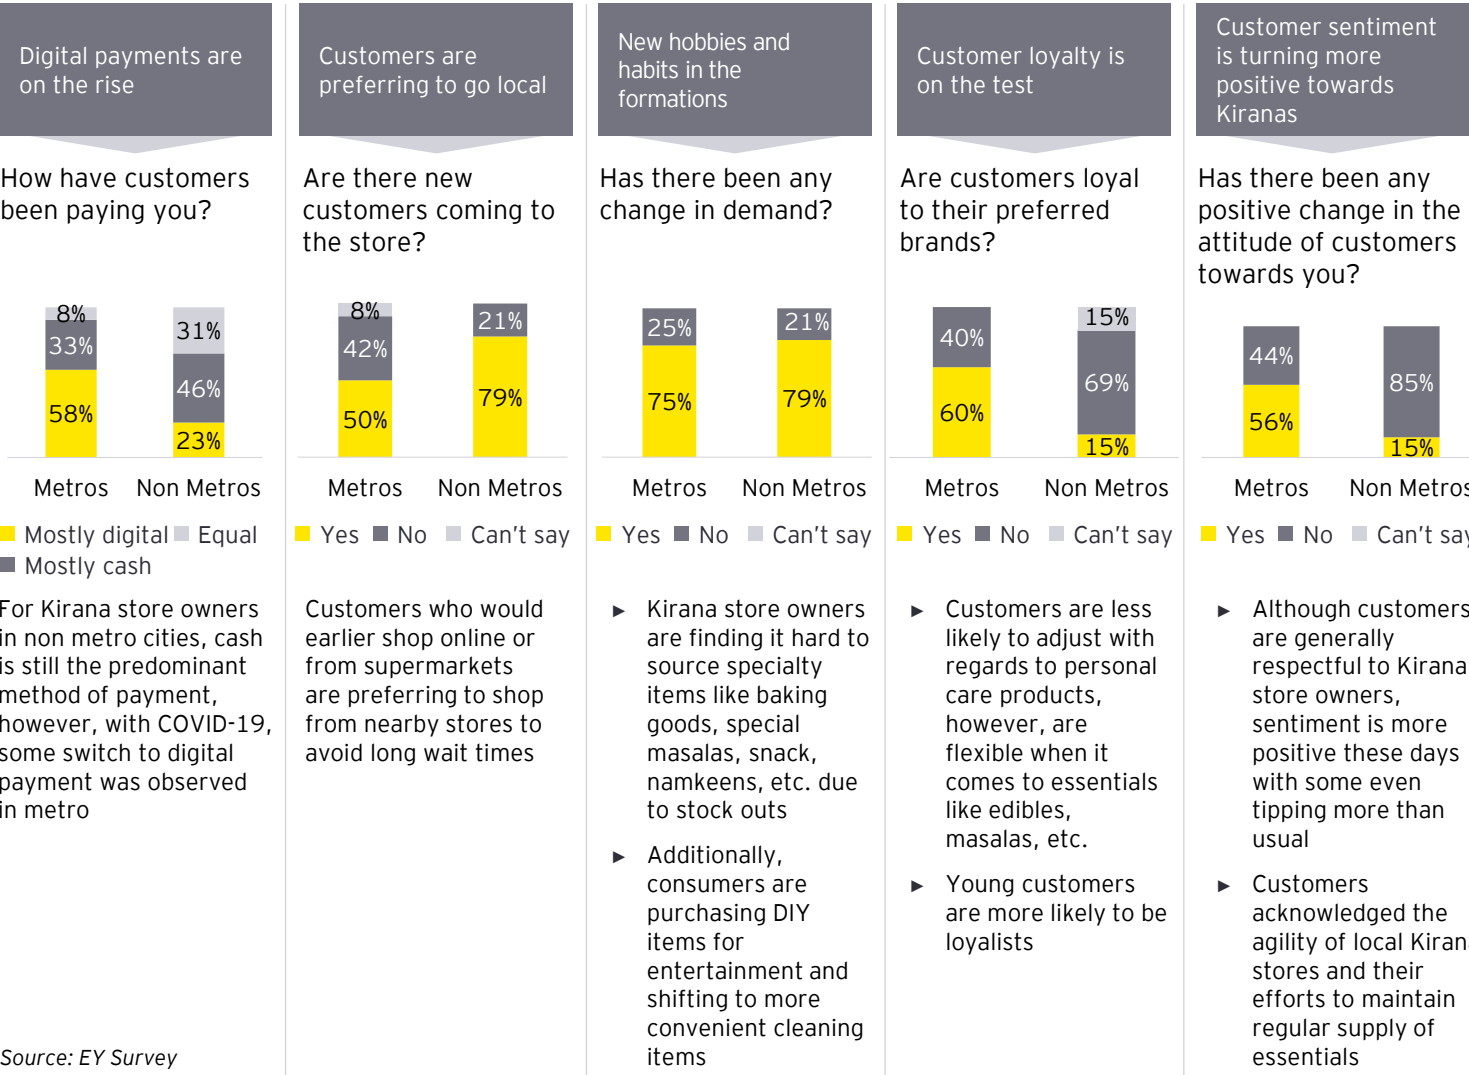 Digital payments are
on the rise
How have customers
been paying you?
8%
33%
58%
31%
46%
23%
Metros
Non Metros
Mostly digital
Equal
Mostly cash
For Kirana store owners
in non metro cities, cash
is still the predominant
method of payment,
however, with COVID-19,
some switch to digital
payment was observed
in metro
Customers are
preferring to go local
Are there new
customers coming to
the store?
8%
42%
50%
21%
79%
Metros
Non Metros
Yes
No
Can't say
Customers who would
earlier shop online or
from supermarkets
are preferring to shop
from nearby stores to
avoid long wait times
New hobbies and
habits in the
formations
Has there been any
change in demand?
25%
75%
21%
79%
Metros
Non Metros
Yes
No
Can't say
► Kirana store owners
are finding it hard to
source specialty
items like baking
goods, special
masalas, snack,
namkeens, etc. due
to stock outs
► Additionally,
consumers are
purchasing DIY
items for
entertainment and
shifting to more
convenient cleaning
items
Customer loyalty is
on the test
Are customers loyal
to their preferred
brands?
40%
60%
15%
69%
15%
Metros
Non Metros
Yes
No
Can't say
► Customers are less
likely to adjust with
regards to personal
care products,
however, are
flexible when it
comes to essentials
like edibles,
masalas, etc.
► Young customers
are more likely to be
loyalists
Customer sentiment
is turning more
positive towards
Kiranas
Has there been any
positive change in the
attitude of customers
towards you?
44%
56%
85%
15%
Metros
Non Metros
Yes
No
Can't say
► Although customers
are generally
respectful to Kirana
store owners,
sentiment is more
positive these days
with some even
tipping more than
usual
► Customers
acknowledged the
agility of local Kirana
stores and their
efforts to maintain
regular supply of
essentials
Source: EY Survey